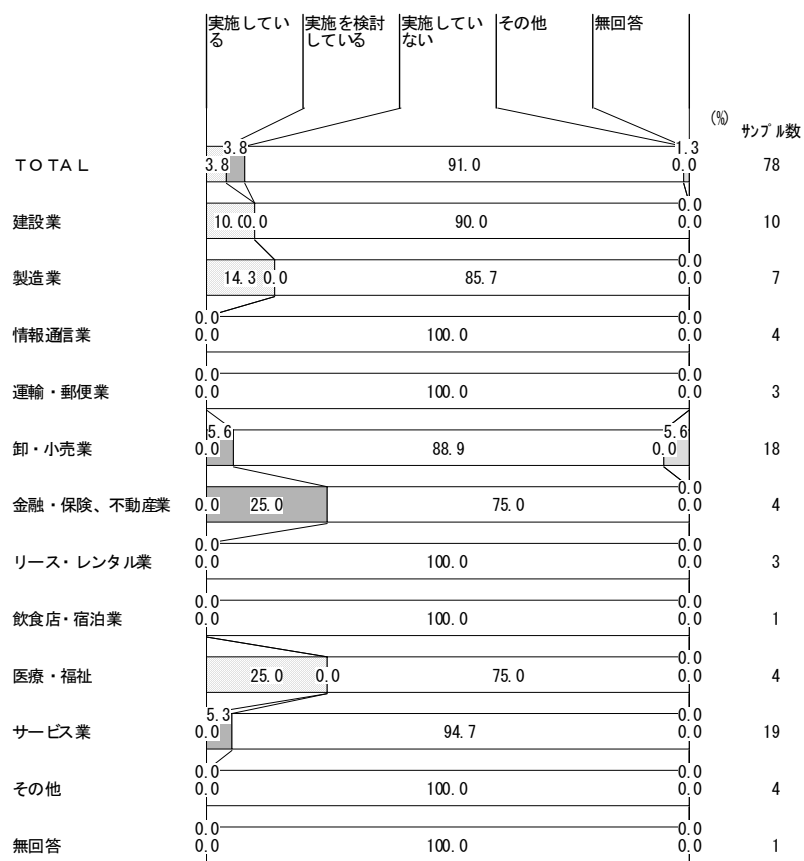 実施してい
る
実施を検討
している
実施してい
ない
その他
無回答
(%)
サンプル数
3.8
1.3
TOTAL 3.8 91.0 0.0 78
0.0
建設業 10.0 0.0 90.0 0.0 10
0.0
製造業 14.3 0.0 85.7 0.0 7
0.0 0.0
情報通信業 0.0 100.0 0.0 4
0.0 0.0
運輸・郵便業 0.0 100.0 0.0 3
5.6 5.6
卸・小売業 0.0 88.9 0.0 18
0.0
金融・保険、不動産業 0.0 25.0 75.0 0.0 4
0.0 0.0
リース・レンタル業 0.0 100.0 0.0 3
0.0 0.0
飲食店・宿泊業 0.0 100.0 0.0 1
0.0
医療・福祉 25.0 0.0 75.0 0.0 4
5.3 0.0
サービス業 0.0 94.7 0.0 19
0.0 0.0
その他 0.0 100.0 0.0 4
0.0 0.0
無回答 0.0 100.0 0.0 1